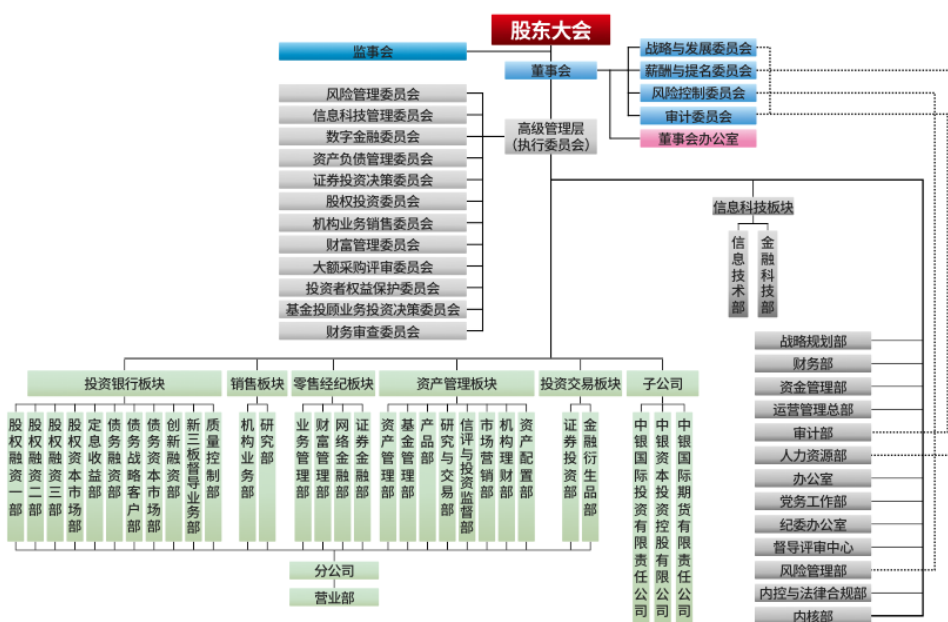 股东大会
监事会
董事会
战略与发展委员会
薪酬与提名委员会
风险控制委员会
审计委员会
董事会办公室
高级管理层
（执行委员会）
风险管理委员会
信息科技管理委员会
数字金融委员会
资产负债管理委员会
证券投资决策委员会
股权投资委员会
机构业务销售委员会
财富管理委员会
大额采购评审委员会
投资者权益保护委员会
基金投顾业务投资决策委员会
财务审查委员会
信息科技板块
信息技术部
金融科技部
战略规划部
财务部
资金管理部
运营管理总部
审计部
人力资源部
办公室
党务工作部
纪委办公室
督导评审中心
风险管理部
内控与法律合规部
内核部
投资银行板块
销售板块
零售经纪板块
资产管理板块
投资交易板块
子公司
股权融资一部
股权融资二部
股权融资三部
股权资本市场部
定息收益部
债务融资部
债务战略客户部
债务资本市场部
创新融资部
新三板督导业务部
质量控制部
机构业务部
研究部
业务管理部
财富管理部
网络金融部
证券金融部
资产管理部
基金管理部
产品部
研究与交易部
信评与投资监督部
市场营销部
机构理财部
资产配置部
证券投资部
金融衍生品部
中银国际投资有限责任公司
中银资本投资控股有限公司
中银国际期货有限责任公司
分公司
营业部